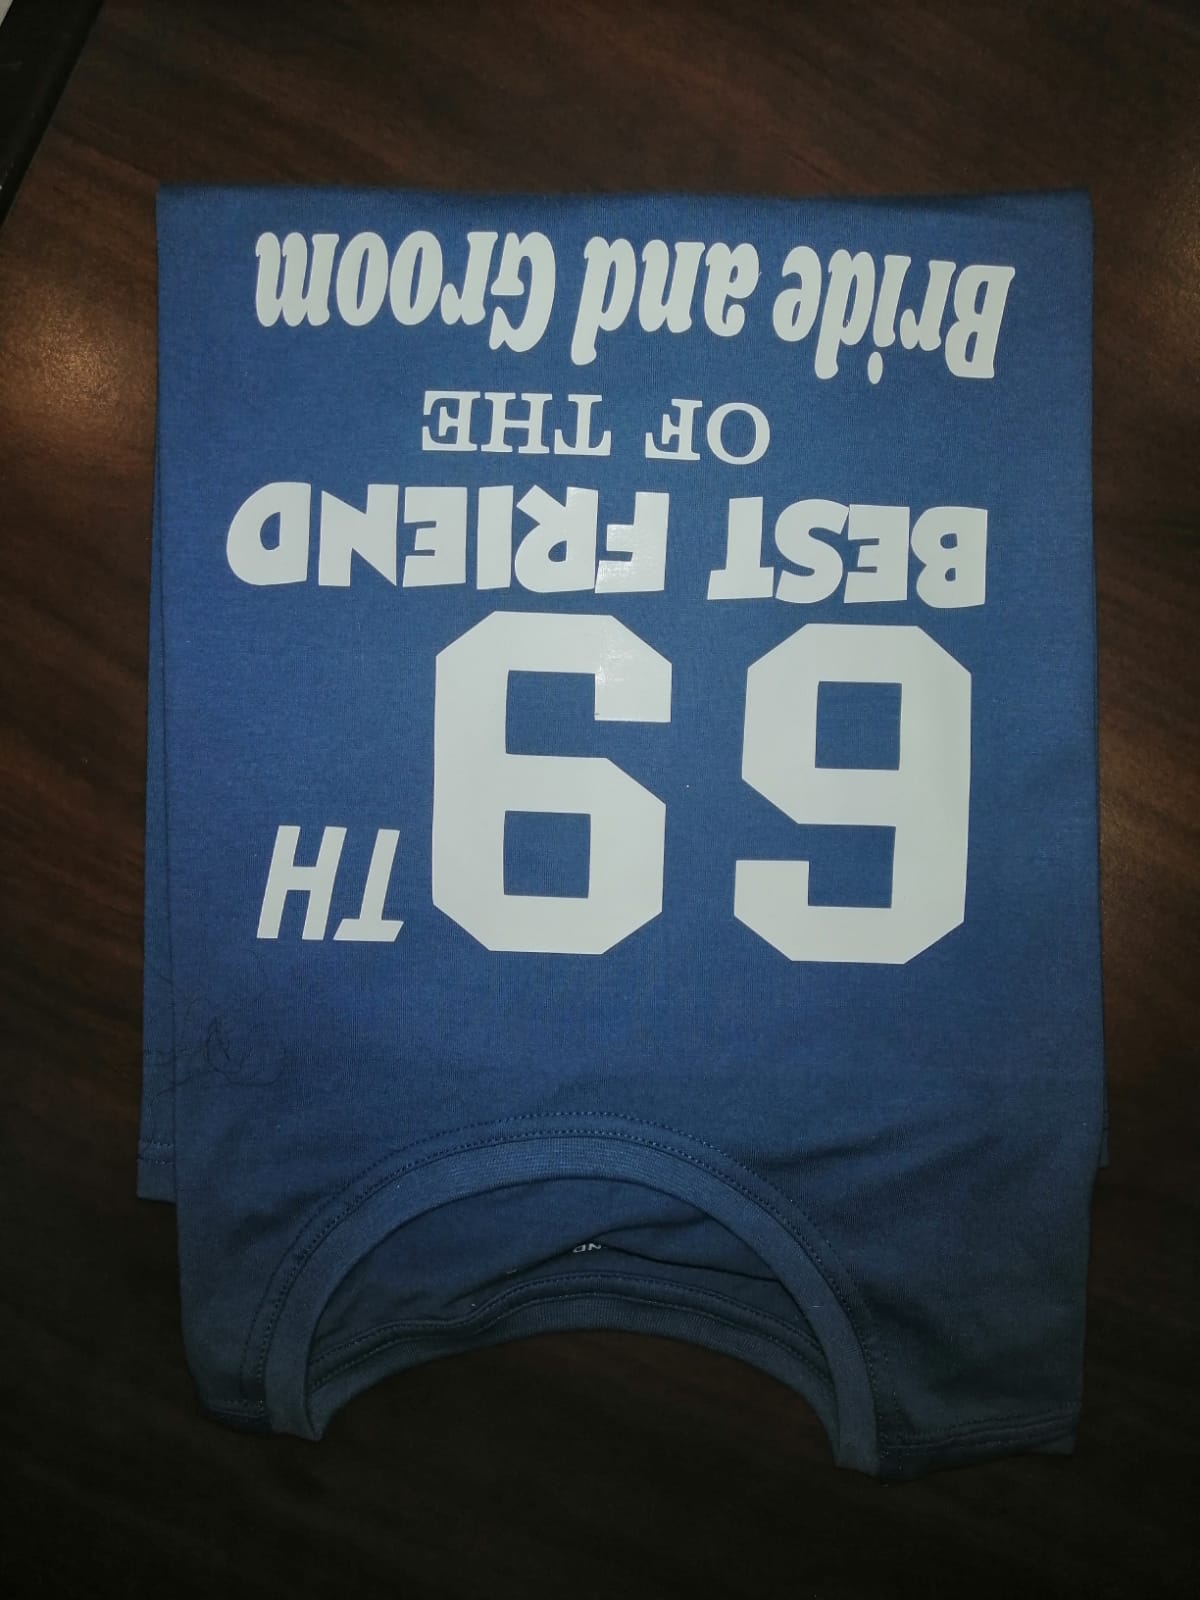 69TH
BEST FRIEND
OF THE
Bride and Groom